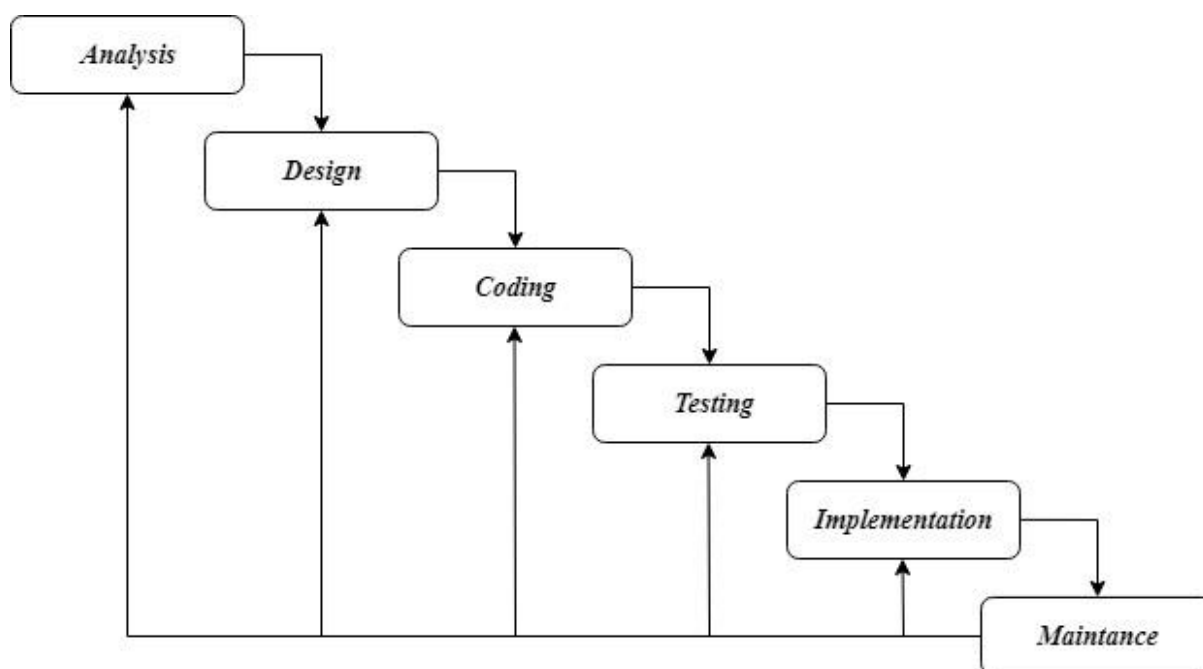 Analysis
Design
Coding
Testing
Implementation
Maintance